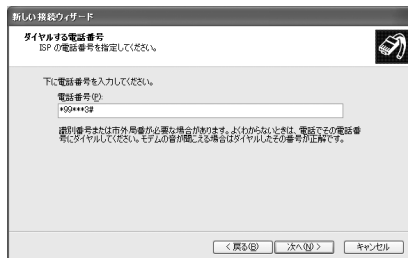 新しい接続ウィザード
ダイヤルする電話番号
ISP の電話番号を指定してください。
下に電話番号を入力してください。
電話番号(P):
*99***3#
識別番号または市外局番が必要な場合があります。よくわからないときは、電話でその電話番
号にダイヤルしてください。モデムの音が聞こえる場合はダイヤルしたその番号が正解です。
< 戻る(B) 次へ(N) > キャンセル